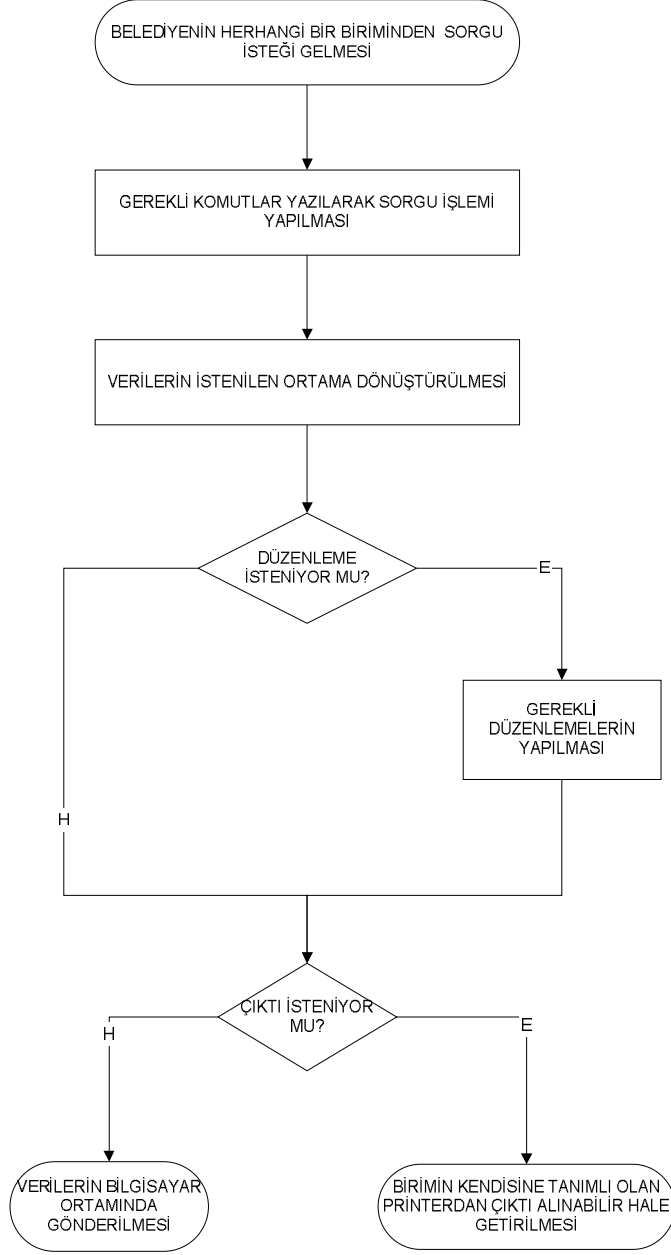 BELEDİYENİN HERHANGİ BİR BİRİMİNDEN SORGU
İSTEĞİ GELMESİ
GEREKLİ KOMUTLAR YAZILARAK SORGU İŞLEMİ
YAPILMASI
VERİLERİN İSTENİLEN ORTAMA DÖNÜŞTÜRÜLMESİ
DÜZENLEME
İSTENİYOR MU?
E
GEREKLİ
DÜZENLEMELERİN
YAPILMASI
H
ÇIKTI İSTENİYOR
MU?
H
E
VERİLERİN BİLGİSAYAR
ORTAMINDA
GÖNDERİLMESİ
BİRİMİN KENDİSİNE TANIMLI OLAN
PRİNTERDAN ÇIKTI ALINABİLİR HALE
GETİRİLMESİ